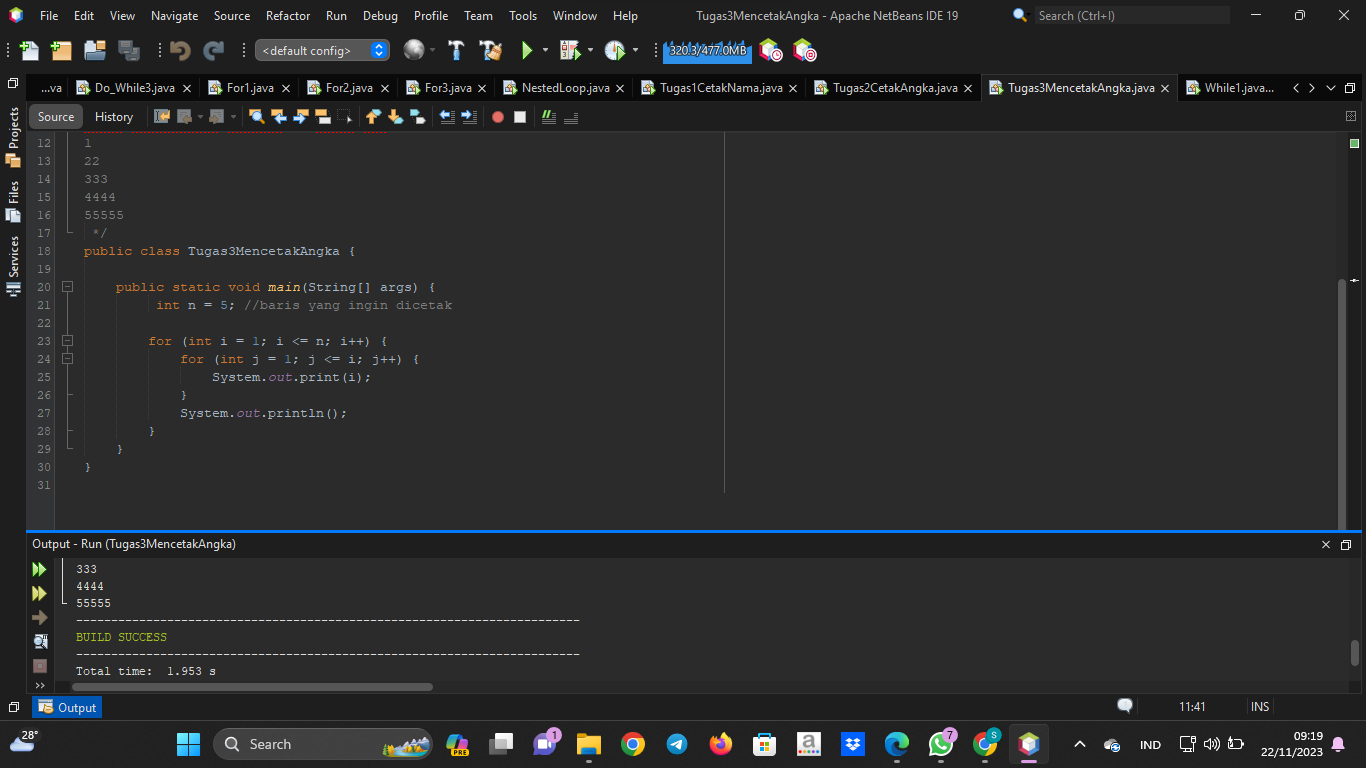 File Edit View Navigate Source Refactor Run Debug Profile Team Tools Window Help Tugas3MencetakAngka - Apache NetBeans IDE 19 Search (Ctrl+I)
<default config> 320.3/477.0MB
...va Do_While3.java For1.java For2.java For3.java NestedLoop.java Tugas1CetakNama.java Tugas2CetakAngka.java Tugas3MencetakAngka.java While1.java...
Source History
Projects
Files
Services
12 1
13 22
14 333
15 4444
16 55555
17 */
18 public class Tugas3MencetakAngka {
19
20 public static void main(String[] args) {
21 int n = 5; //baris yang ingin dicetak
22
23 for (int i = 1; i <= n; i++) {
24 for (int j = 1; j <= i; j++) {
25 System.out.print(i);
26 }
27 System.out.println();
28 }
29 }
30 }
31
Output - Run (Tugas3MencetakAngka)
333
4444
55555
------------------------------------------------------------------------
BUILD SUCCESS
------------------------------------------------------------------------
Total time:  1.953 s
Output 11:41 INS
28° Search PRE 1 7 S IND 09:19
22/11/2023